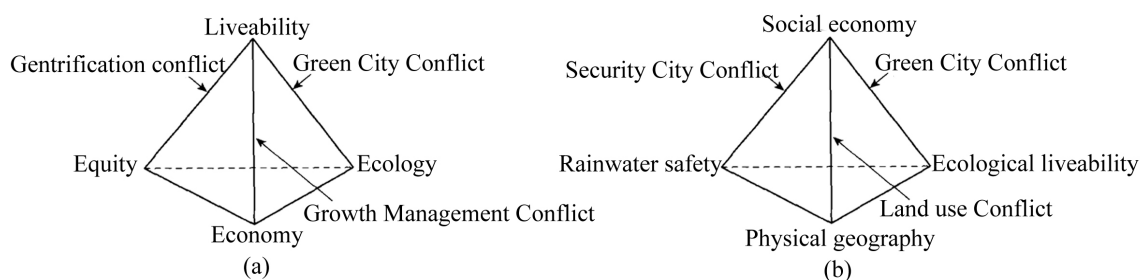 Liveability
Gentrification conflict
Green City Conflict
Equity
Ecology
Growth Management Conflict
Economy
(a)
Social economy
Security City Conflict
Green City Conflict
Rainwater safety
Ecological liveability
Land use Conflict
Physical geography
(b)